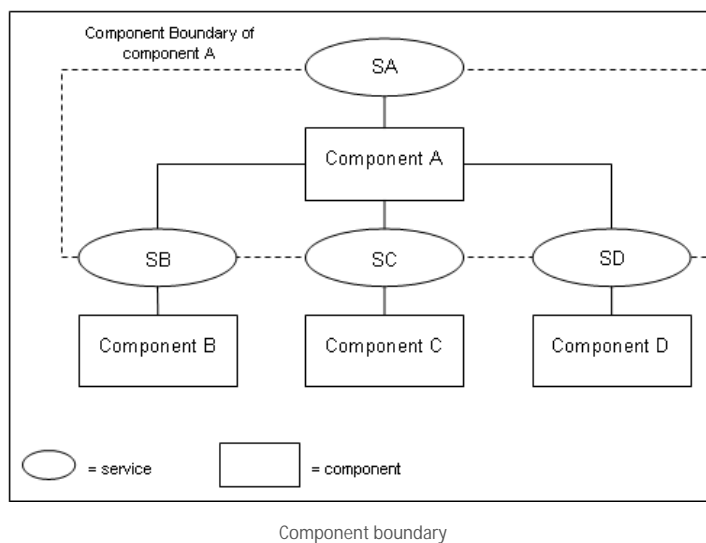 Component Boundary of
component A
SA
Component A
SB
SC
SD
Component B
Component C
Component D
= service
= component
Component boundary